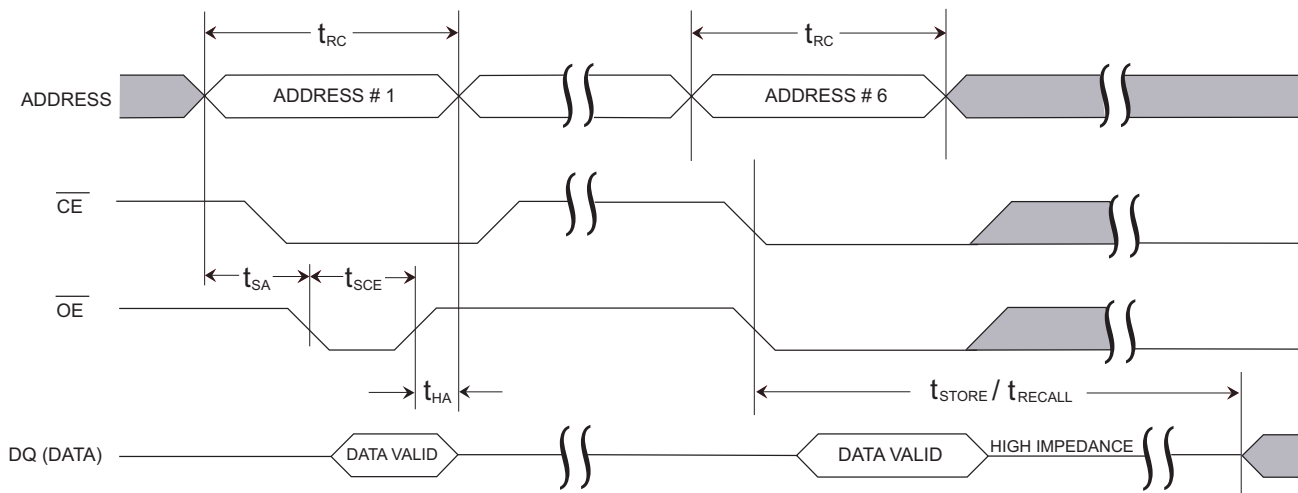 tRC
tRC
ADDRESS
ADDRESS # 1
ADDRESS # 6
CE
tSA
tSCE
OE
tHA
tSTORE / tRECALL
DQ (DATA)
DATA VALID
DATA VALID
HIGH IMPEDANCE